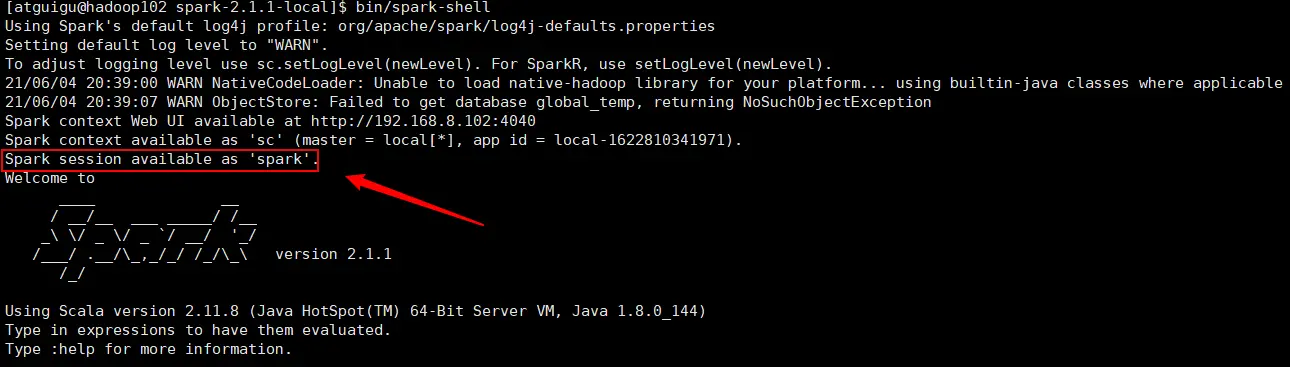 [atguigu@hadoop102 spark-2.1.1-local]$ bin/spark-shell
Using Spark's default log4j profile: org/apache/spark/log4j-defaults.properties
Setting default log level to "WARN".
To adjust logging level use sc.setLogLevel(newLevel). For SparkR, use setLogLevel(newLevel).
21/06/04 20:39:00 WARN NativeCodeLoader: Unable to load native-hadoop library for your platform... using builtin-java classes where applicable
21/06/04 20:39:07 WARN ObjectStore: Failed to get database global_temp, returning NoSuchObjectException
Spark context Web UI available at http://192.168.8.102:4040
Spark context available as 'sc' (master = local[*], app id = local-1622810341971).
Spark session available as 'spark'.
Welcome to
      ____              __
     / __/__  ___ _____/ /__
    _\ \/ _ \/ _ `/ __/  '_/
   /___/ .__/\_,_/_/ /_/\_\   version 2.1.1
      /_/
Using Scala version 2.11.8 (Java HotSpot(TM) 64-Bit Server VM, Java 1.8.0_144)
Type in expressions to have them evaluated.
Type :help for more information.